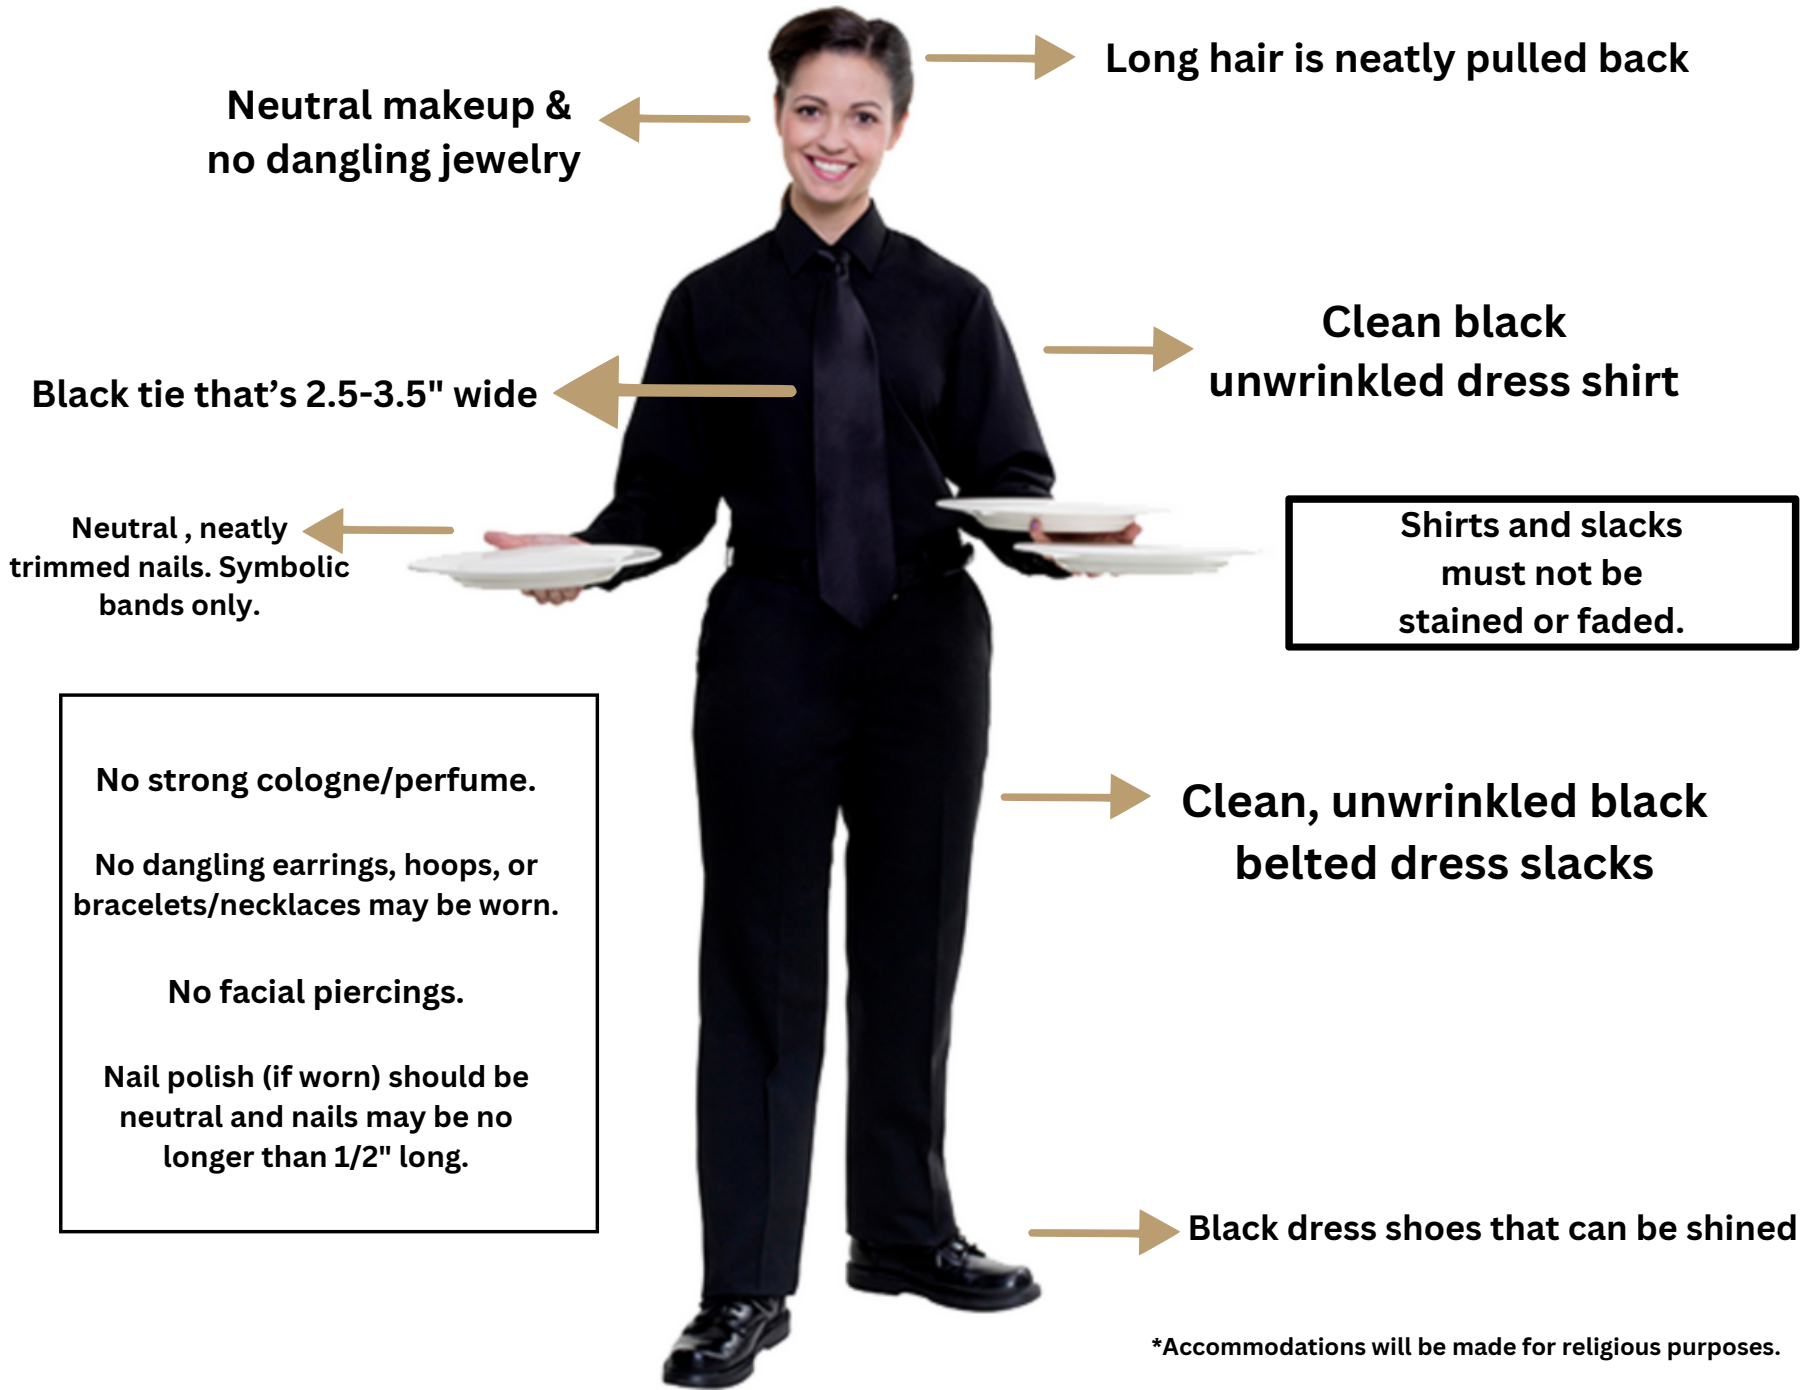 Long hair is neatly pulled back
Neutral makeup &
no dangling jewelry
Clean black
unwrinkled dress shirt
Black tie that’s 2.5-3.5" wide
Neutral , neatly
trimmed nails. Symbolic
bands only.
Shirts and slacks
must not be
stained or faded.
No strong cologne/perfume.
No dangling earrings, hoops, or
bracelets/necklaces may be worn.
No facial piercings.
Nail polish (if worn) should be
neutral and nails may be no
longer than 1/2" long.
Clean, unwrinkled black
belted dress slacks
Black dress shoes that can be shined
*Accommodations will be made for religious purposes.